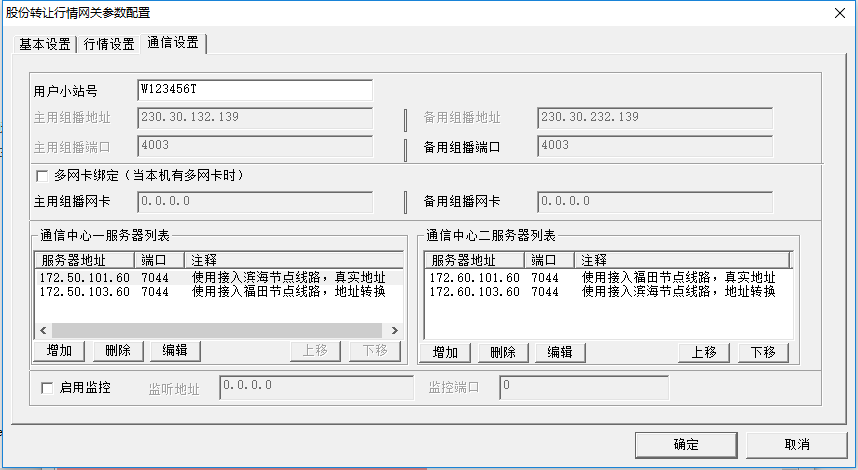 股份转让行情网关参数配置
基本设置 行情设置 通信设置
用户小站号 W123456T
主用组播地址 230.30.132.139 备用组播地址 230.30.232.139
主用组播端口 4003 备用组播端口 4003
多网卡绑定（当本机有多网卡时）
主用组播网卡 0.0.0.0 备用组播网卡 0.0.0.0
通信中心一服务器列表
服务器地址 端口 注释
172.50.101.60 7044 使用接入滨海节点线路，真实地址
172.50.103.60 7044 使用接入福田节点线路，地址转换
增加 删除 编辑 上移 下移
通信中心二服务器列表
服务器地址 端口 注释
172.60.101.60 7044 使用接入福田节点线路，真实地址
172.60.103.60 7044 使用接入滨海节点线路，地址转换
增加 删除 编辑 上移 下移
启用监控 监听地址 0.0.0.0 监控端口 0
确定 取消